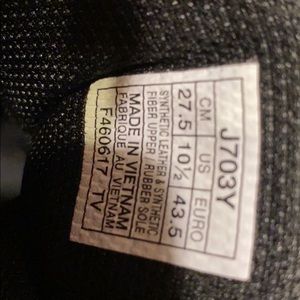 J703Y
CM US EURO
27.5 10½ 43.5
SYNTHETIC LEATHER & SYNTHETIC
FIBER UPPER / RUBBER SOLE
MADE IN VIETNAM
FABRIQUÉ AU VIETNAM
F460617 TV